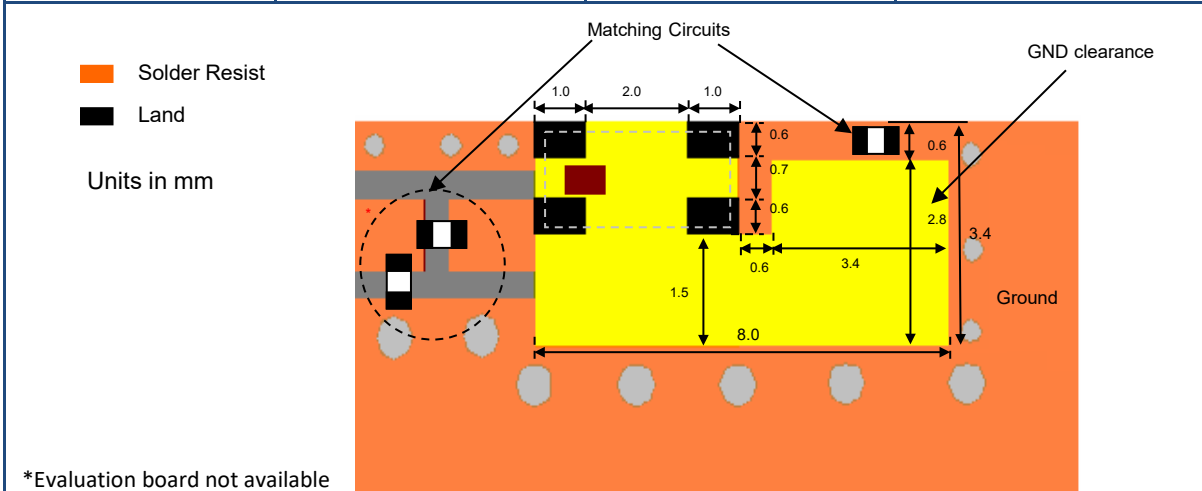 Matching Circuits
GND clearance
Solder Resist
Land
Units in mm
1.0
2.0
1.0
0.6
0.7
0.6
0.6
2.8
3.4
0.6
3.4
1.5
8.0
Ground
*Evaluation board not available